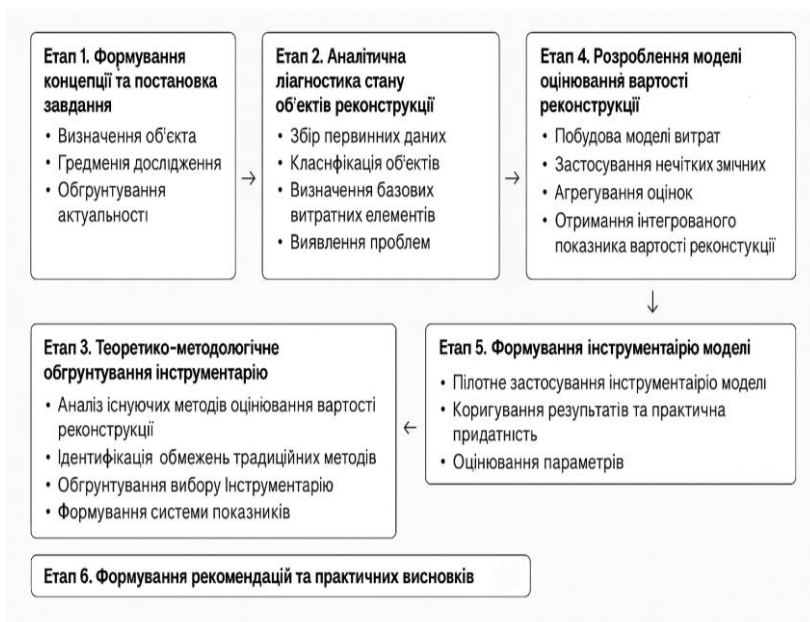 Етап 1. Формування
концепції та постановка
завдання
• Визначення об'єкта
• Гредменія дослідження
• Обгрунтування
актуальності
→
Етап 2. Аналітична
ліагностика стану
об'єктів реконструкції
• Збір первинних даних
• Класнфікація об'єктів
• Визначення базових
витратних елементів
• Виявлення проблем
→
Етап 4. Розроблення моделі
оцінювання вартості
реконструкції
• Побудова моделі витрат
• Застосування нечітких змічних
• Агрегування оцінок
• Отримання інтегрованого
показника вартості реконстукції
↓
Етап 3. Теоретико-методологічне
обгрунтування інструментарію
• Аналіз існуючих методів оцінювання вартості
реконструкції
• Ідентифікація обмежень традиційних методів
• Обгрунтування вибору Інструментарію
• Формування системи показників
←
Етап 5. Формування інструментаірію моделі
• Пілотне застосування інструментаіріо моделі
• Коригування результатів та практична
придатність
• Оцінювання параметрів
Етап 6. Формування рекомендацій та практичних висновків